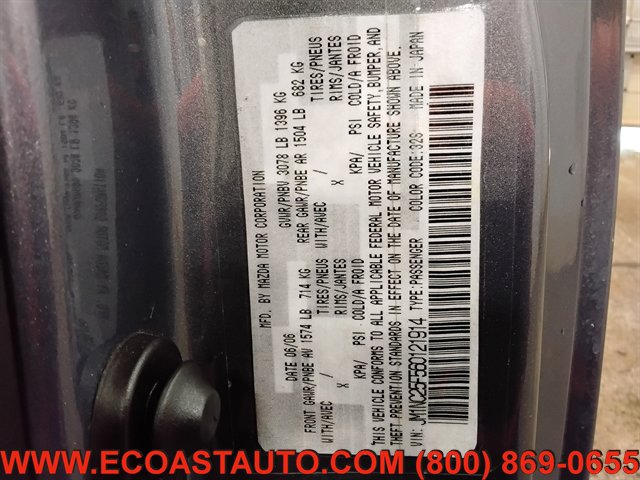 MFD. BY MAZDA MOTOR CORPORATION
DATE 06/06 GVWR/PNBV 3078 LB 1396 KG
FRONT GAWR/PNBE AV 1574 LB 714 KG REAR GAWR/PNBE AR 1504 LB 682 KG
WITH/AVEC / TIRES/PNEUS WITH/AVEC / TIRES/PNEUS
X RIMS/JANTES X RIMS/JANTES
KPA/ PSI COLD/A FROID KPA/ PSI COLD/A FROID
THIS VEHICLE CONFORMS TO ALL APPLICABLE FEDERAL MOTOR VEHICLE SAFETY,BUMPER,AND
THEFT PREVENTION STANDARDS IN EFFECT ON THE DATE OF MANUFACTURE SHOWN ABOVE.
VIN: JM1NC25F560121914 TYPE:PASSENGER COLOR CODE:32S MADE IN JAPAN
WWW.ECOASTAUTO.COM (800) 869-0655